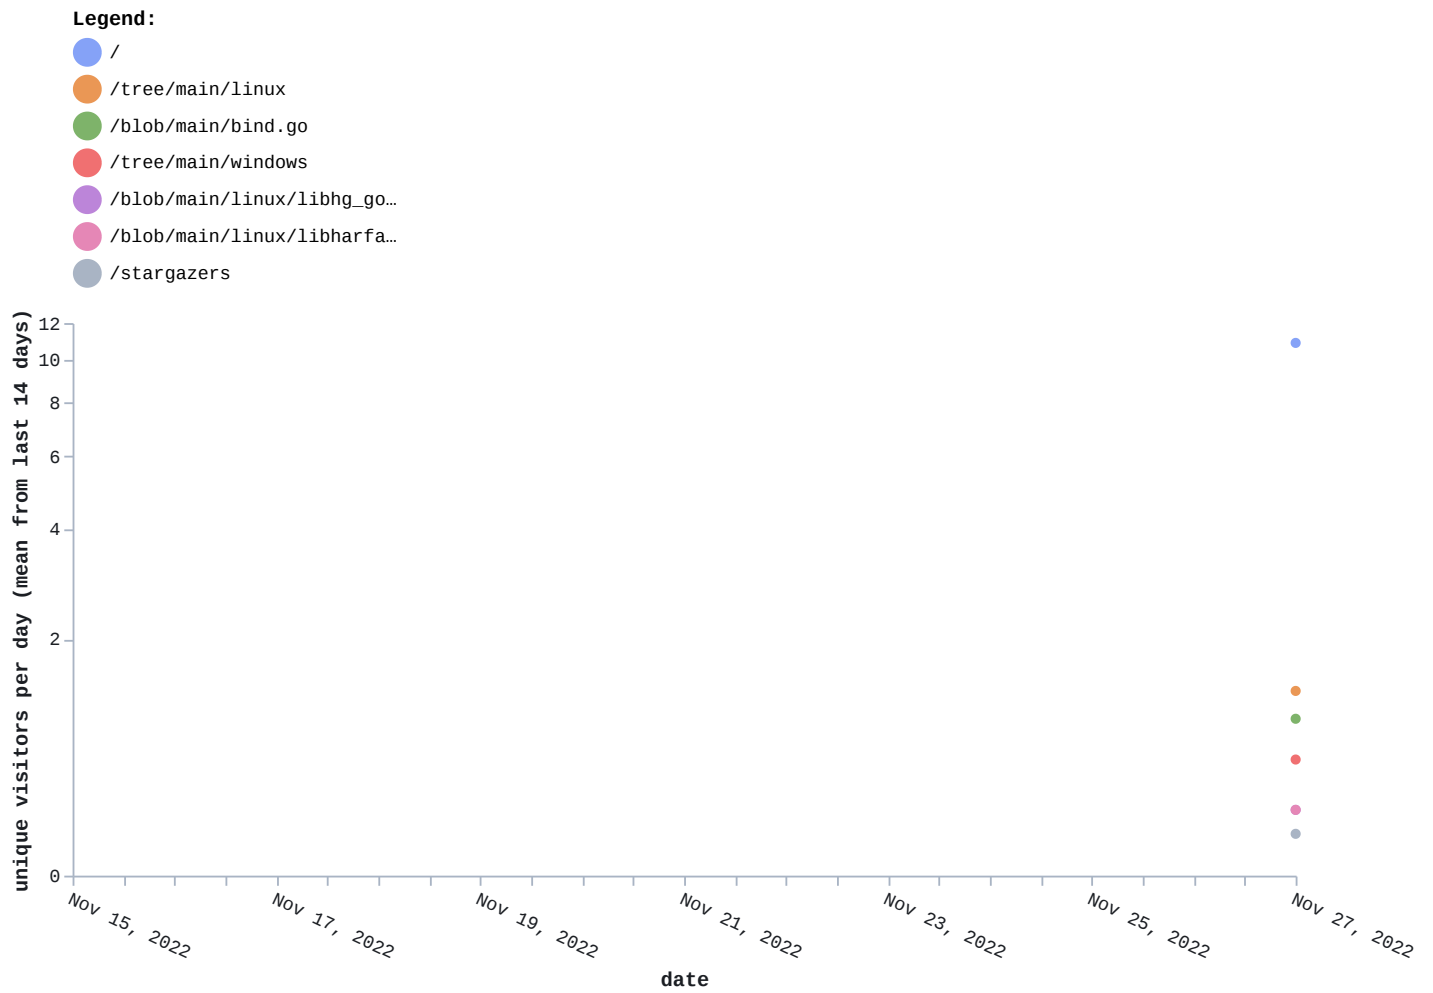 Legend:
/
/tree/main/linux
/blob/main/bind.go
/tree/main/windows
/blob/main/linux/libhg_go…
/blob/main/linux/libharfa…
/stargazers
unique visitors per day (mean from last 14 days)
12
10
8
6
4
2
0
Nov 15, 2022
Nov 17, 2022
Nov 19, 2022
Nov 21, 2022
Nov 23, 2022
Nov 25, 2022
Nov 27, 2022
date